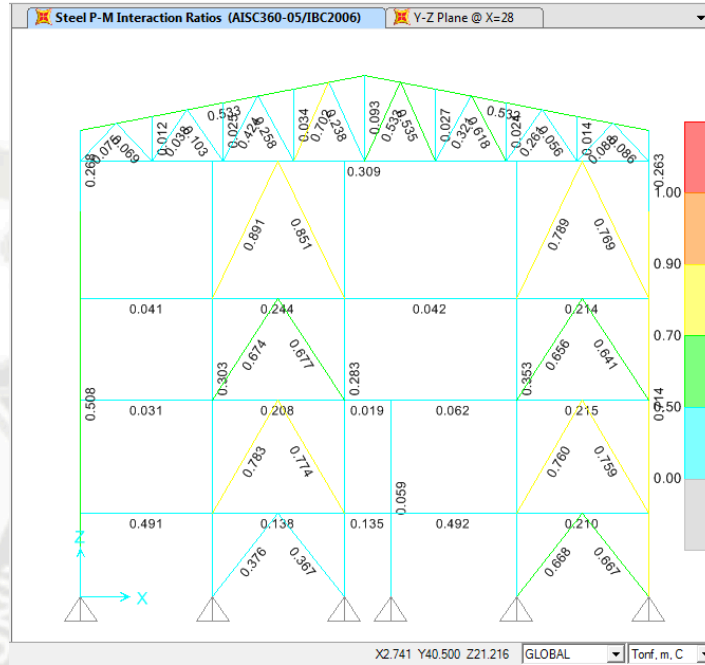 Steel P-M Interaction Ratios (AISC360-05/IBC2006)
Y-Z Plane @ X=28
0.533 0.533
0.076 0.069 0.012 0.038 0.103 0.424 0.258 0.034 0.702 0.238 0.093 0.533 0.535 0.027 0.618 0.056 0.014 0.088 0.086
0.263
0.309
1.00
0.891 0.851 0.789 0.769
0.90
0.041 0.244 0.042 0.214
0.70
0.674 0.677 0.656 0.641
0.303 0.283 0.353
0.508
0.50
0.031 0.208 0.019 0.062 0.215
0.783 0.774 0.760 0.759
0.00
0.059
0.491 0.138 0.135 0.492 0.210
Z
0.376 0.367 0.668 0.667
X
X2.741 Y40.500 Z21.216 GLOBAL Tonf, m, C